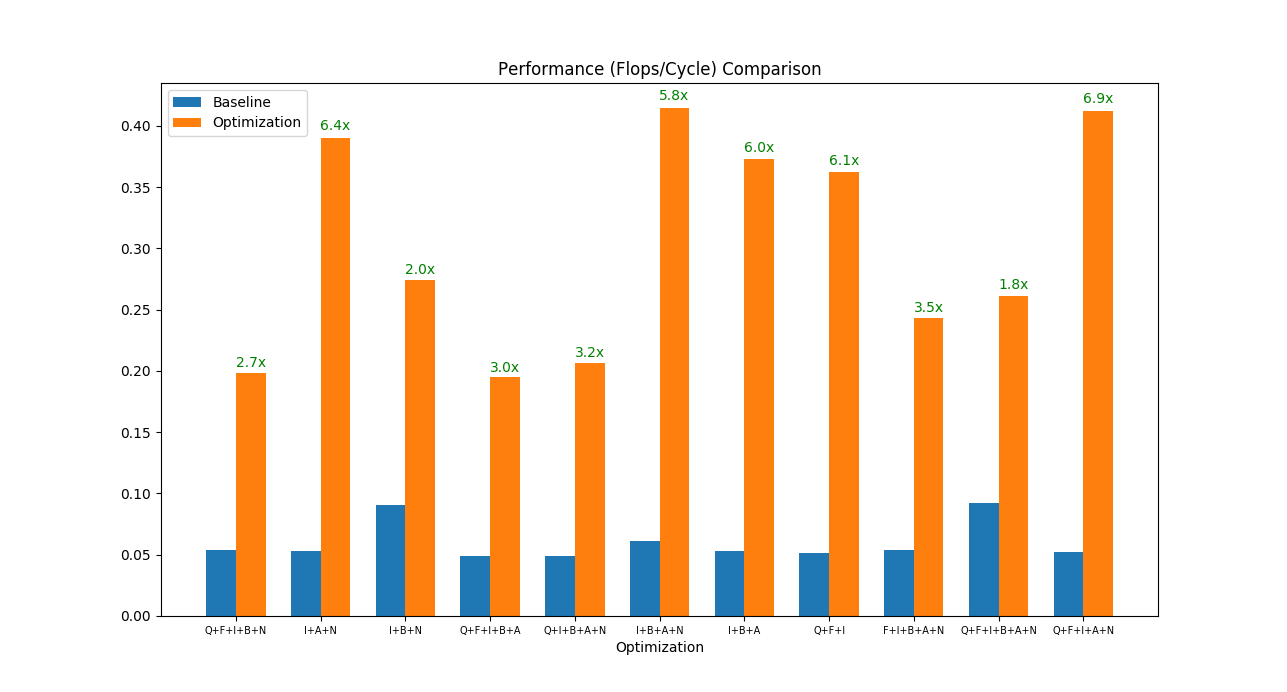 Performance (Flops/Cycle) Comparison
Baseline
Optimization
0.40
0.35
0.30
0.25
0.20
0.15
0.10
0.05
0.00
2.7x
6.4x
2.0x
3.0x
3.2x
5.8x
6.0x
6.1x
3.5x
1.8x
6.9x
Q+F+I+B+N
I+A+N
I+B+N
Q+F+I+B+A
Q+I+B+A+N
I+B+A+N
I+B+A
Q+F+I
F+I+B+A+N
Q+F+I+B+A+N
Q+F+I+A+N
Optimization